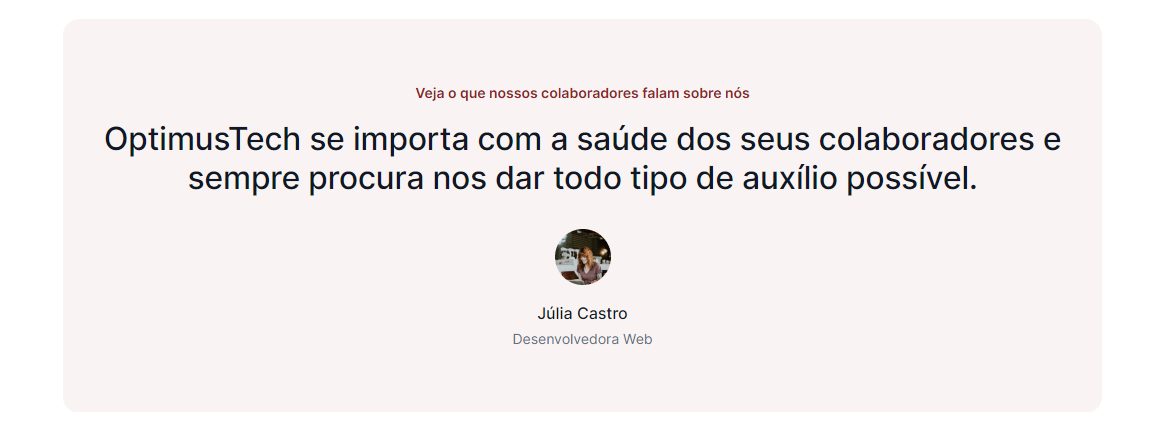 Veja o que nossos colaboradores falam sobre nós
OptimusTech se importa com a saúde dos seus colaboradores e
sempre procura nos dar todo tipo de auxílio possível.
Júlia Castro
Desenvolvedora Web